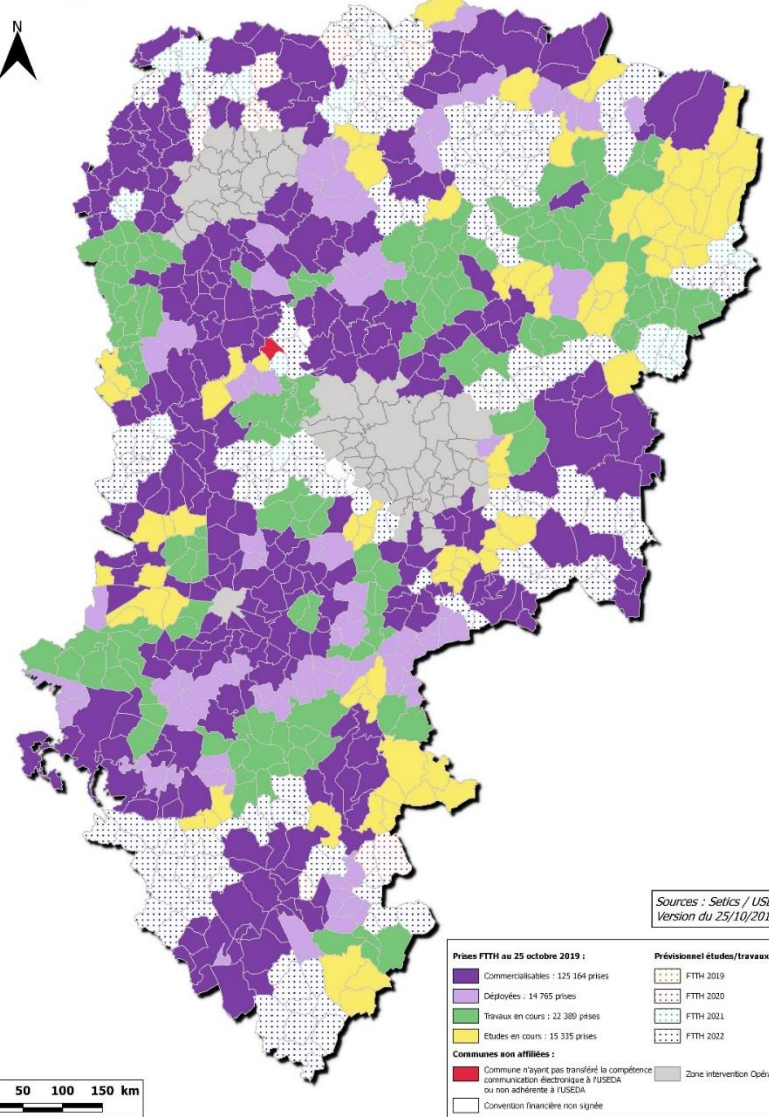 N
Sources : Setics / USE
Version du 25/10/201
Prises FTTH au 25 octobre 2019 :
Commercialisables : 125 164 prises
Déployées : 14 765 prises
Travaux en cours : 22 389 prises
Etudes en cours : 15 335 prises
Communes non affiliées :
Commune n'ayant pas transféré la compétence
communication électronique à l'USEDA
ou non adhérente à l'USEDA
Convention financière non signée
Prévisionnel études/travaux
FTTH 2019
FTTH 2020
FTTH 2021
FTTH 2022
Zone intervention Opér
50 100 150 km